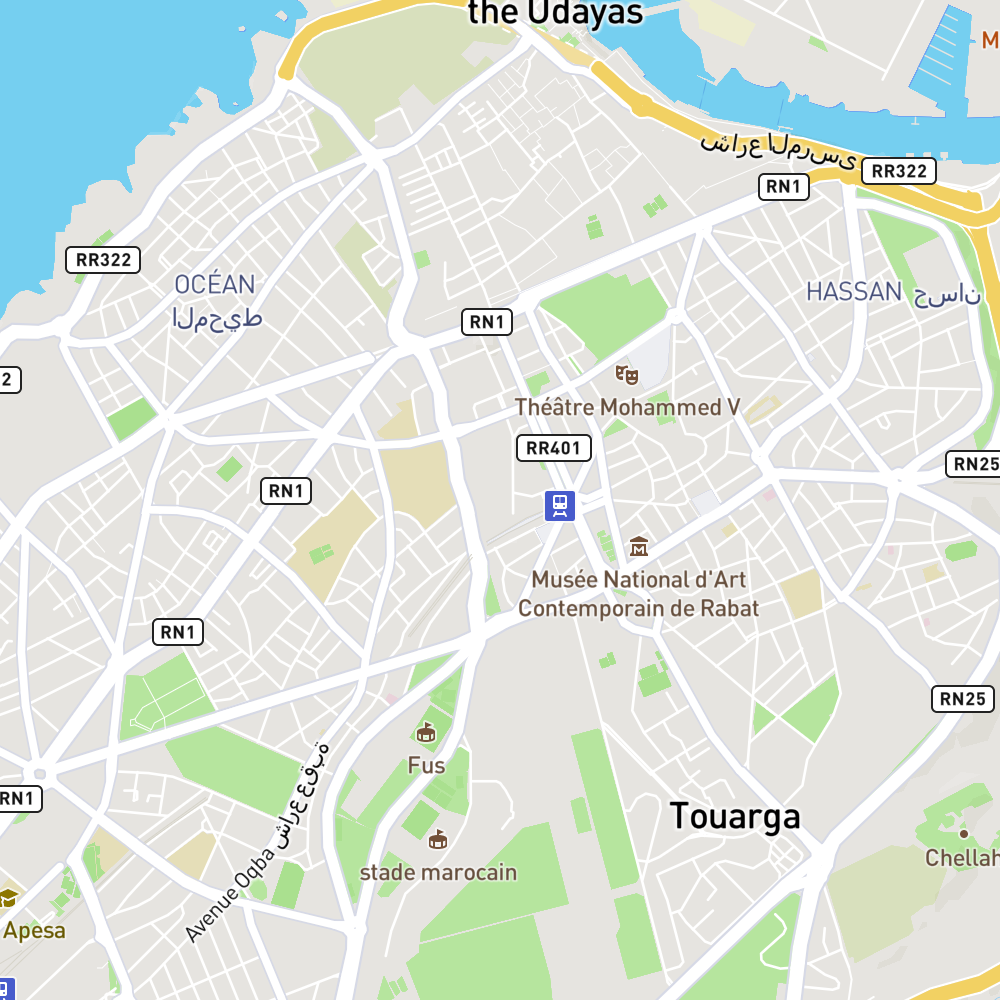 the Udayas
M
شارع المرسى
RR322
RN1
RR322
OCÉAN
المحيط
HASSAN حسان
RN1
2
Théâtre Mohammed V
RR401
RN25
RN1
Musée National d'Art
Contemporain de Rabat
RN1
RN25
Fus
RN1
Touarga
Chellah
stade marocain
Avenue Oqba شارع عقبة
Apesa